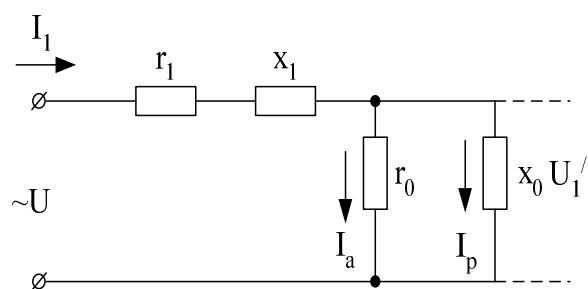 I₁
r₁ x₁
~U r₀ x₀ U₁′
Iₐ Iₚ